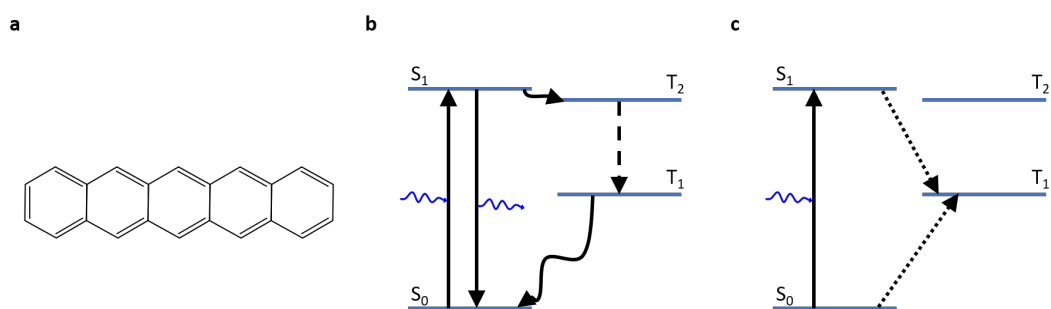 a
b
c
S₁
T₂
T₁
S₀
S₁
T₂
T₁
S₀